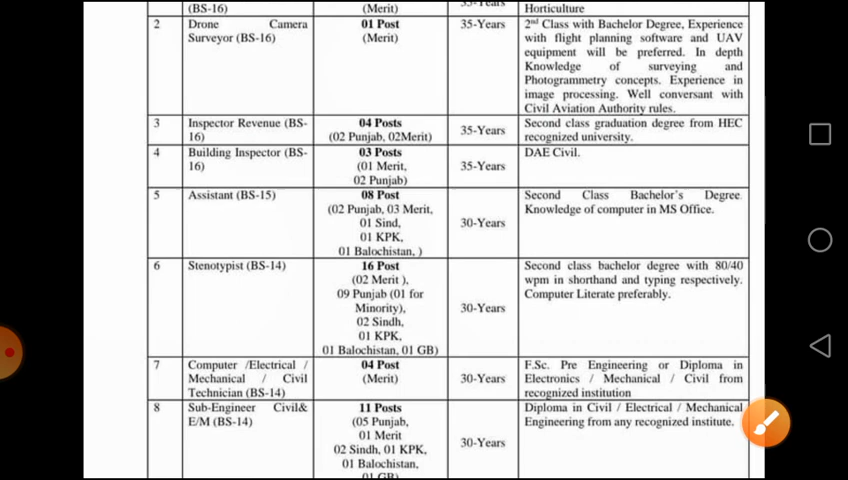 (BS-16)
(Merit)
35-Years
Horticulture
2
Drone Camera
Surveyor (BS-16)
01 Post
(Merit)
35-Years
2nd Class with Bachelor Degree, Experience
with flight planning software and UAV
equipment will be preferred. In depth
Knowledge of surveying and
Photogrammetry concepts. Experience in
image processing. Well conversant with
Civil Aviation Authority rules.
3
Inspector Revenue (BS-
16)
04 Posts
(02 Punjab, 02Merit)
35-Years
Second class graduation degree from HEC
recognized university.
4
Building Inspector (BS-
16)
03 Posts
(01 Merit,
02 Punjab)
35-Years
DAE Civil.
5
Assistant (BS-15)
08 Post
(02 Punjab, 03 Merit,
01 Sind,
01 KPK,
01 Balochistan, )
30-Years
Second Class Bachelor's Degree.
Knowledge of computer in MS Office.
6
Stenotypist (BS-14)
16 Post
(02 Merit ),
09 Punjab (01 for
Minority),
02 Sindh,
01 KPK,
01 Balochistan, 01 GB)
30-Years
Second class bachelor degree with 80/40
wpm in shorthand and typing respectively.
Computer Literate preferably.
7
Computer /Electrical /
Mechanical / Civil
Technician (BS-14)
04 Post
(Merit)
30-Years
F.Sc. Pre Engineering or Diploma in
Electronics / Mechanical / Civil from
recognized institution
8
Sub-Engineer Civil&
E/M (BS-14)
11 Posts
(05 Punjab,
01 Merit
02 Sindh, 01 KPK,
01 Balochistan,
01 GB)
30-Years
Diploma in Civil / Electrical / Mechanical
Engineering from any recognized institute.